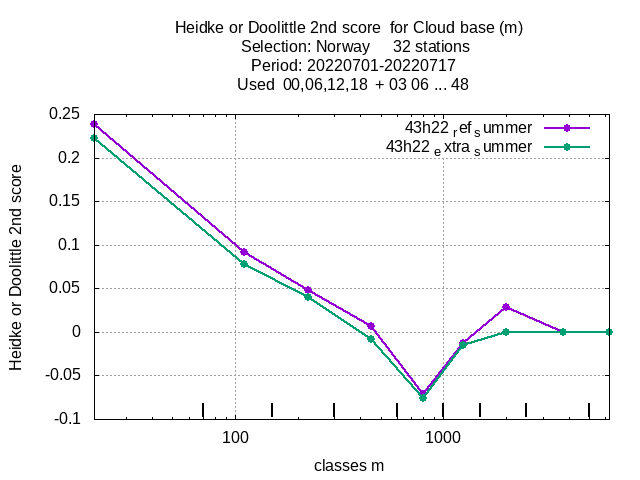 Heidke or Doolittle 2nd score  for Cloud base (m)
Selection: Norway     32 stations
Period: 20220701-20220717
Used  00,06,12,18  + 03 06 ... 48
43h22 ref summer
43h22 extra summer
0.25
0.2
0.15
0.1
0.05
0
-0.05
-0.1
Heidke or Doolittle 2nd score
100
1000
classes m